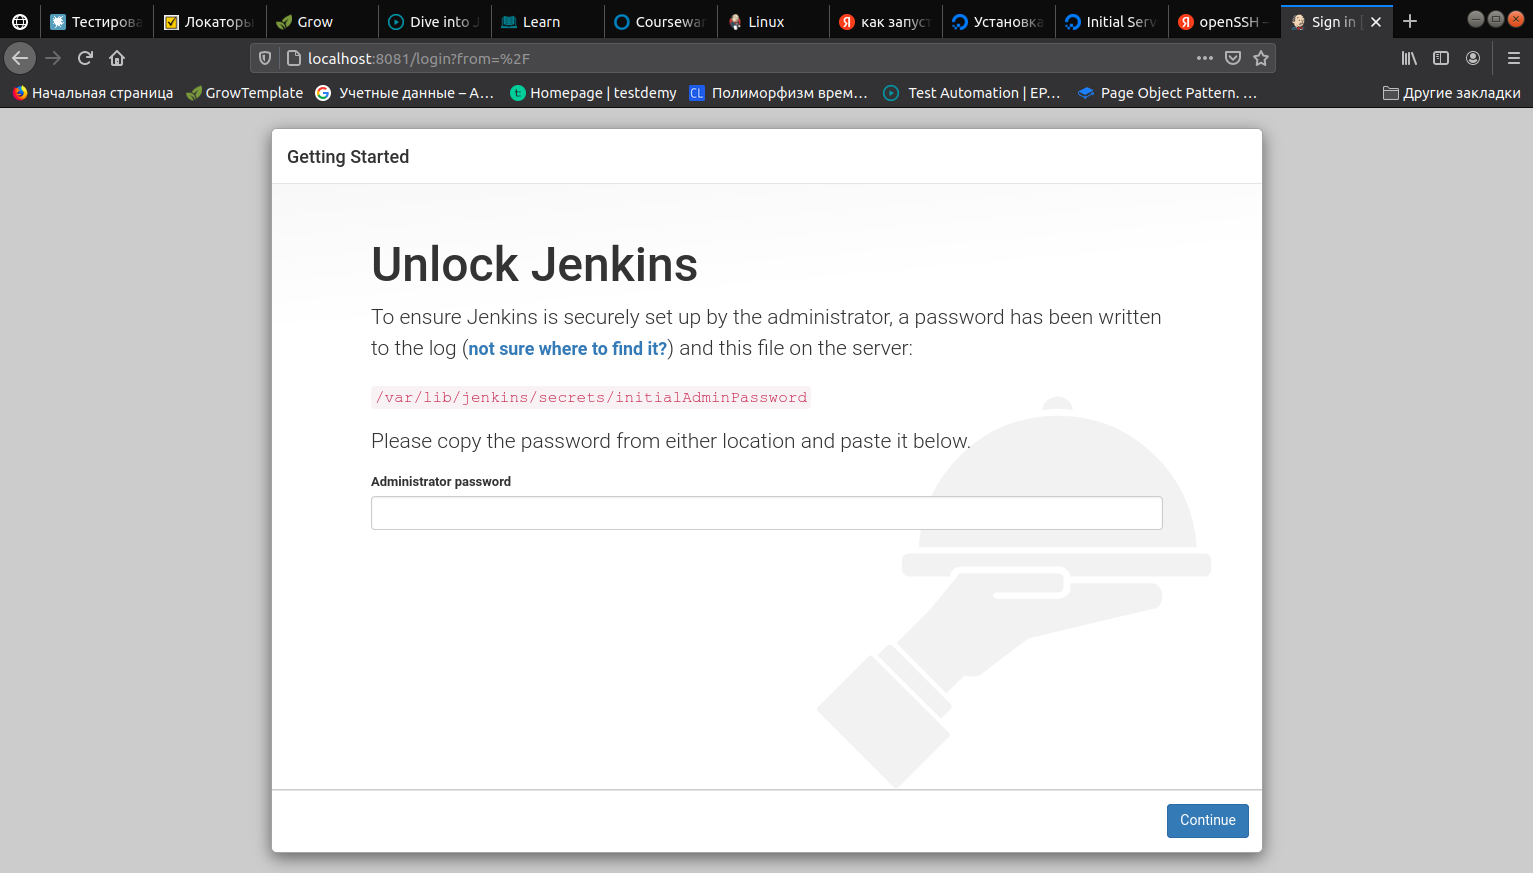 Тестирова
Локаторы
Grow
Dive into J
Learn
Coursewar
Linux
как запуст
Установка
Initial Serv
openSSH –
Sign in [
localhost:8081/login?from=%2F
Начальная страница
GrowTemplate
Учетные данные – A…
Homepage | testdemy
CL
Полиморфизм врем…
Test Automation | EP…
Page Object Pattern. …
Другие закладки
Getting Started
Unlock Jenkins
To ensure Jenkins is securely set up by the administrator, a password has been written
to the log (not sure where to find it?) and this file on the server:
/var/lib/jenkins/secrets/initialAdminPassword
Please copy the password from either location and paste it below.
Administrator password
Continue